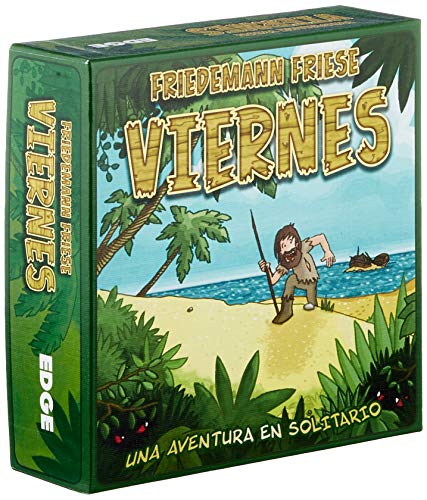 FRIEDEMANN FRIESE
VIERNES
UNA AVENTURA EN SOLITARIO
FRIEDEMANN FRIESE
VIERNES
EDGE